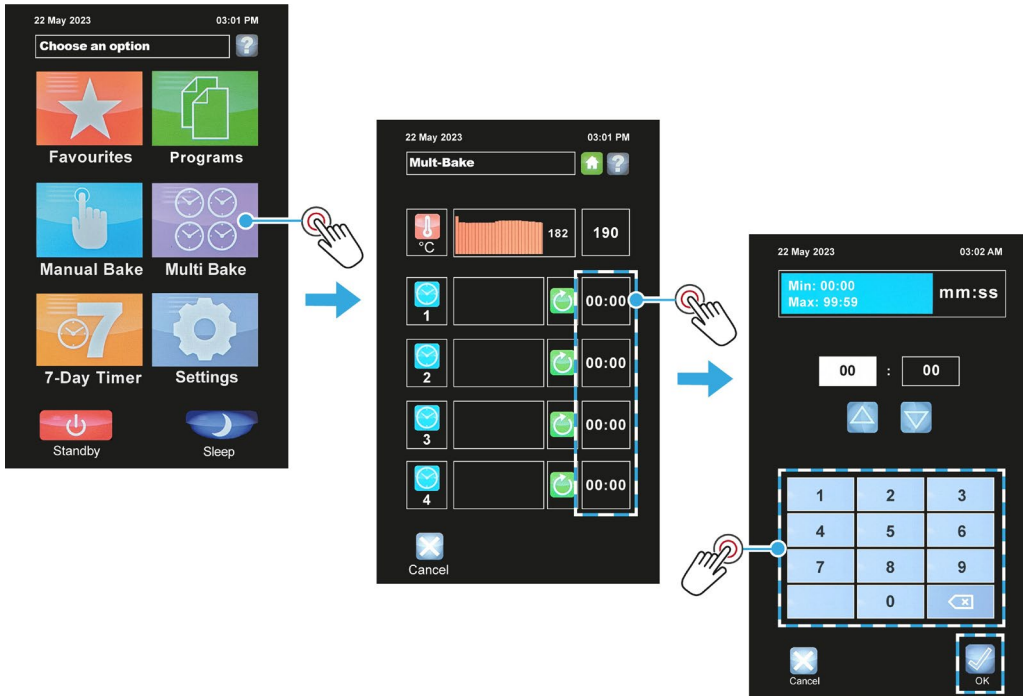 22 May 2023 03:01 PM
Choose an option ?
Favourites Programs
Manual Bake Multi Bake
7
7-Day Timer Settings
Standby Sleep
22 May 2023 03:01 PM
Mult-Bake ?
°C 182 190
1 00:00
2 00:00
3 00:00
4 00:00
Cancel
22 May 2023 03:02 AM
Min: 00:00
Max: 99:59
mm:ss
00 : 00
1 2 3
4 5 6
7 8 9
0
Cancel OK